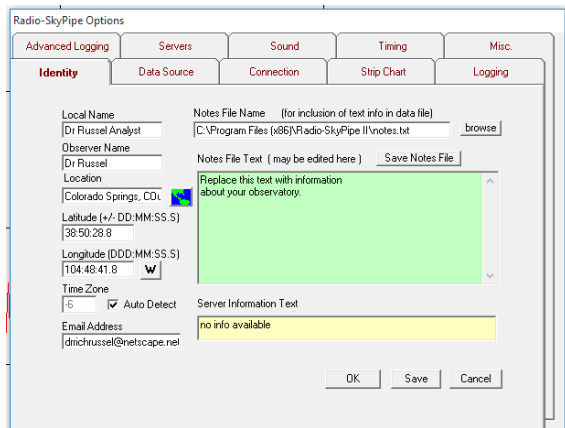 Radio-SkyPipe Options
Advanced Logging Servers Sound Timing Misc.
Identity Data Source Connection Strip Chart Logging
Local Name
Dr Russel Analyst
Observer Name
Dr Russel
Location
Colorado Springs, COu
Latitude (+/- DD:MM:SS.S)
38:50:28.8
Longitude (DDD:MM:SS.S)
104:48:41.8 W
Time Zone
-6 Auto Detect
Email Address
drrichrussel@netscape.net
Notes File Name (for inclusion of text info in data file)
C:\Program Files (x86)\Radio-SkyPipe II\notes.txt browse
Notes File Text ( may be edited here ) Save Notes File
Replace this text with information
about your observatory.
Server Information Text
no info available
OK Save Cancel